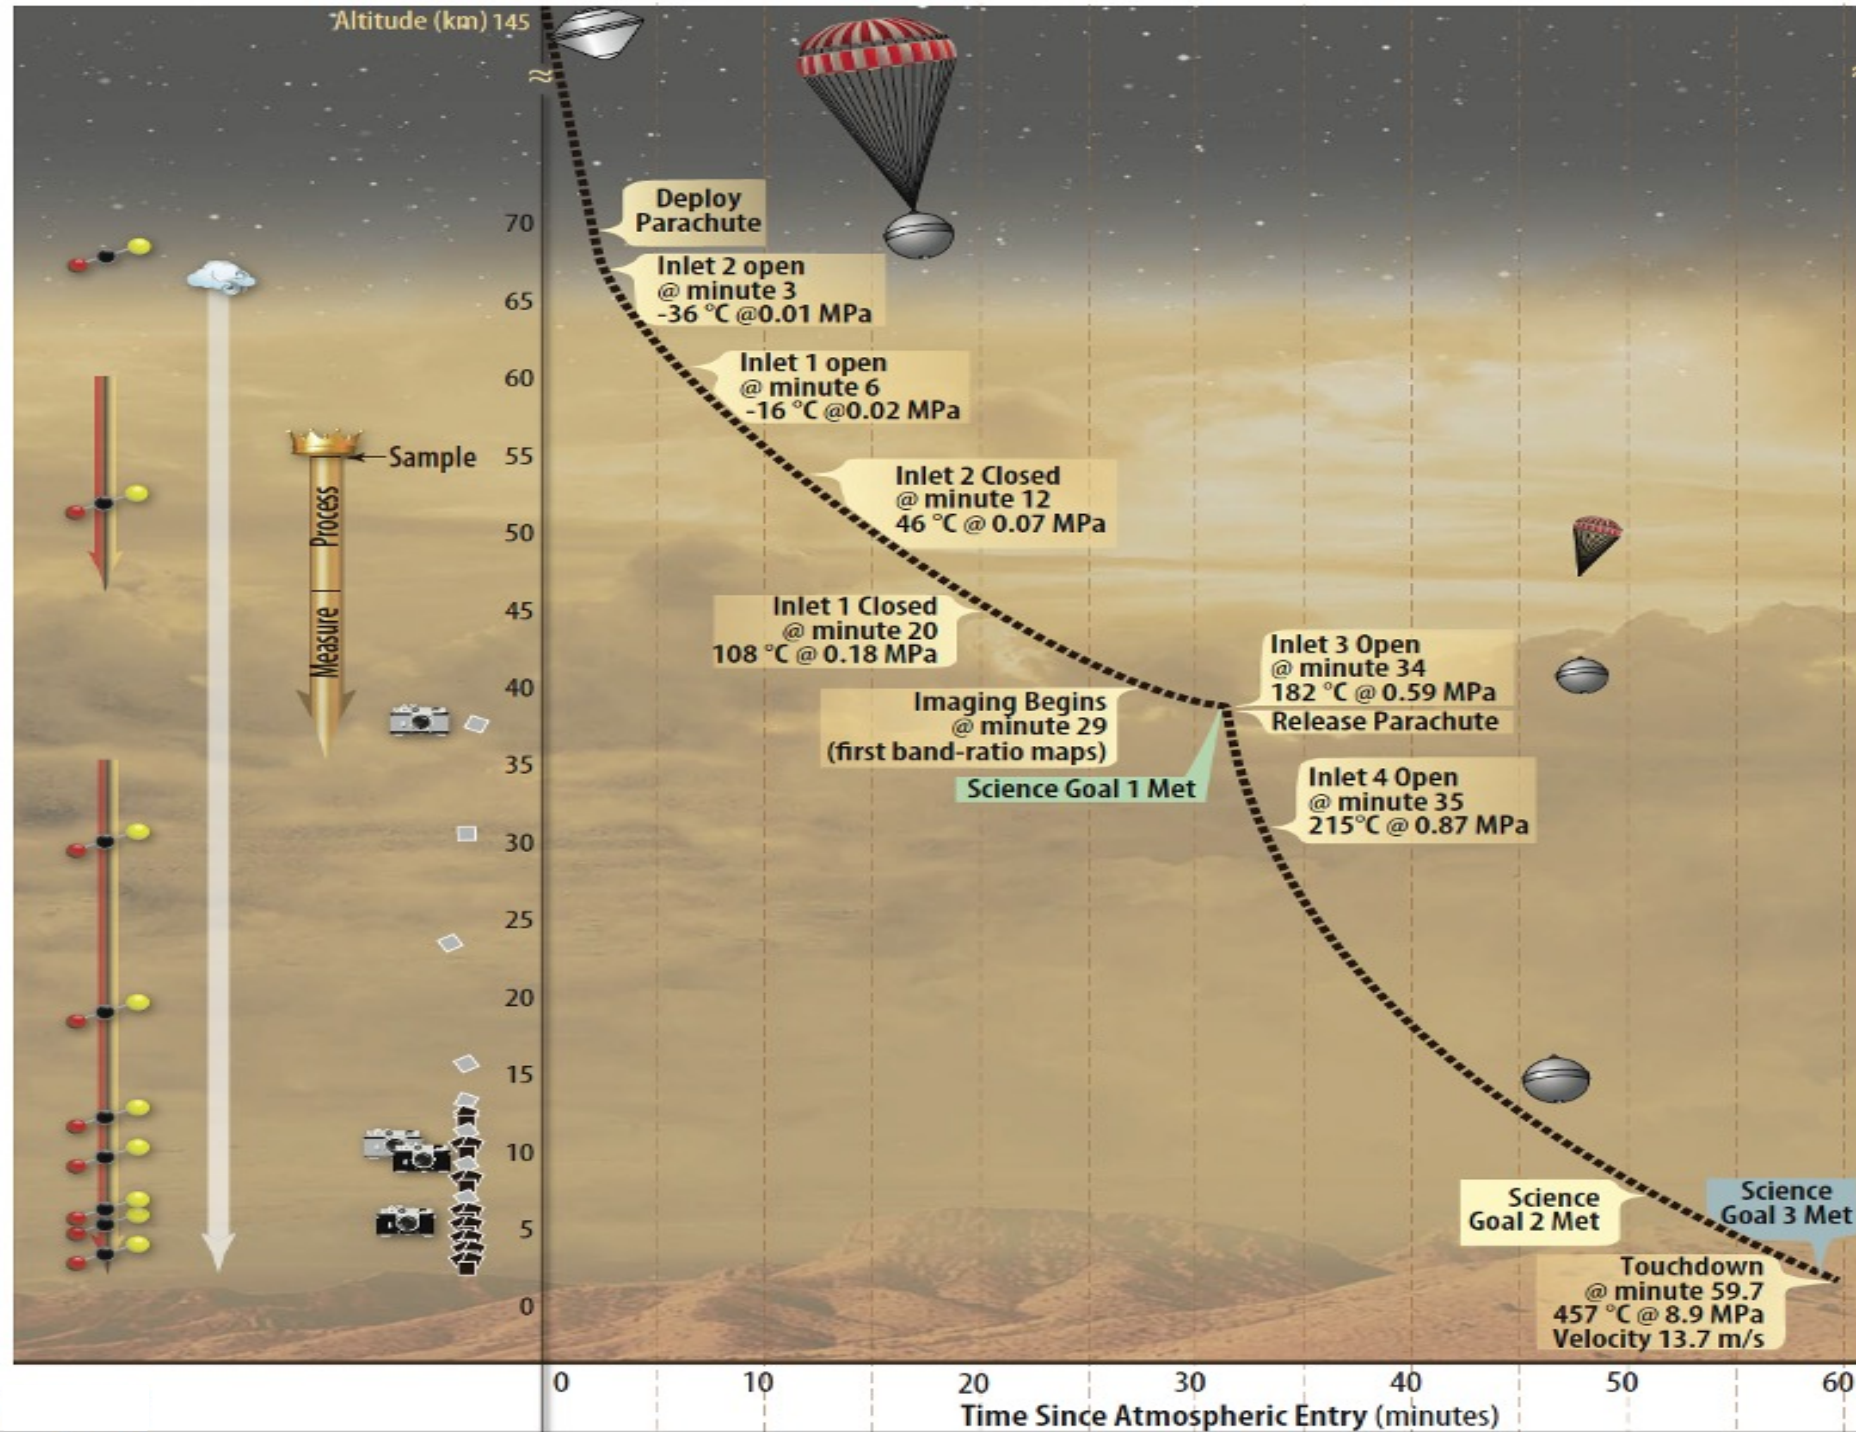 Altitude (km) 145
70
65
60
55
50
45
40
35
30
25
20
15
10
5
0
Deploy
Parachute
Inlet 2 open
@ minute 3
-36 °C @0.01 MPa
Inlet 1 open
@ minute 6
-16 °C @0.02 MPa
Sample
Process
Measure
Inlet 2 Closed
@ minute 12
46 °C @ 0.07 MPa
Inlet 1 Closed
@ minute 20
108 °C @ 0.18 MPa
Inlet 3 Open
@ minute 34
182 °C @ 0.59 MPa
Release Parachute
Imaging Begins
@ minute 29
(first band-ratio maps)
Science Goal 1 Met
Inlet 4 Open
@ minute 35
215°C @ 0.87 MPa
Science
Goal 2 Met
Science
Goal 3 Met
Touchdown
@ minute 59.7
457 °C @ 8.9 MPa
Velocity 13.7 m/s
0 10 20 30 40 50 60
Time Since Atmospheric Entry (minutes)